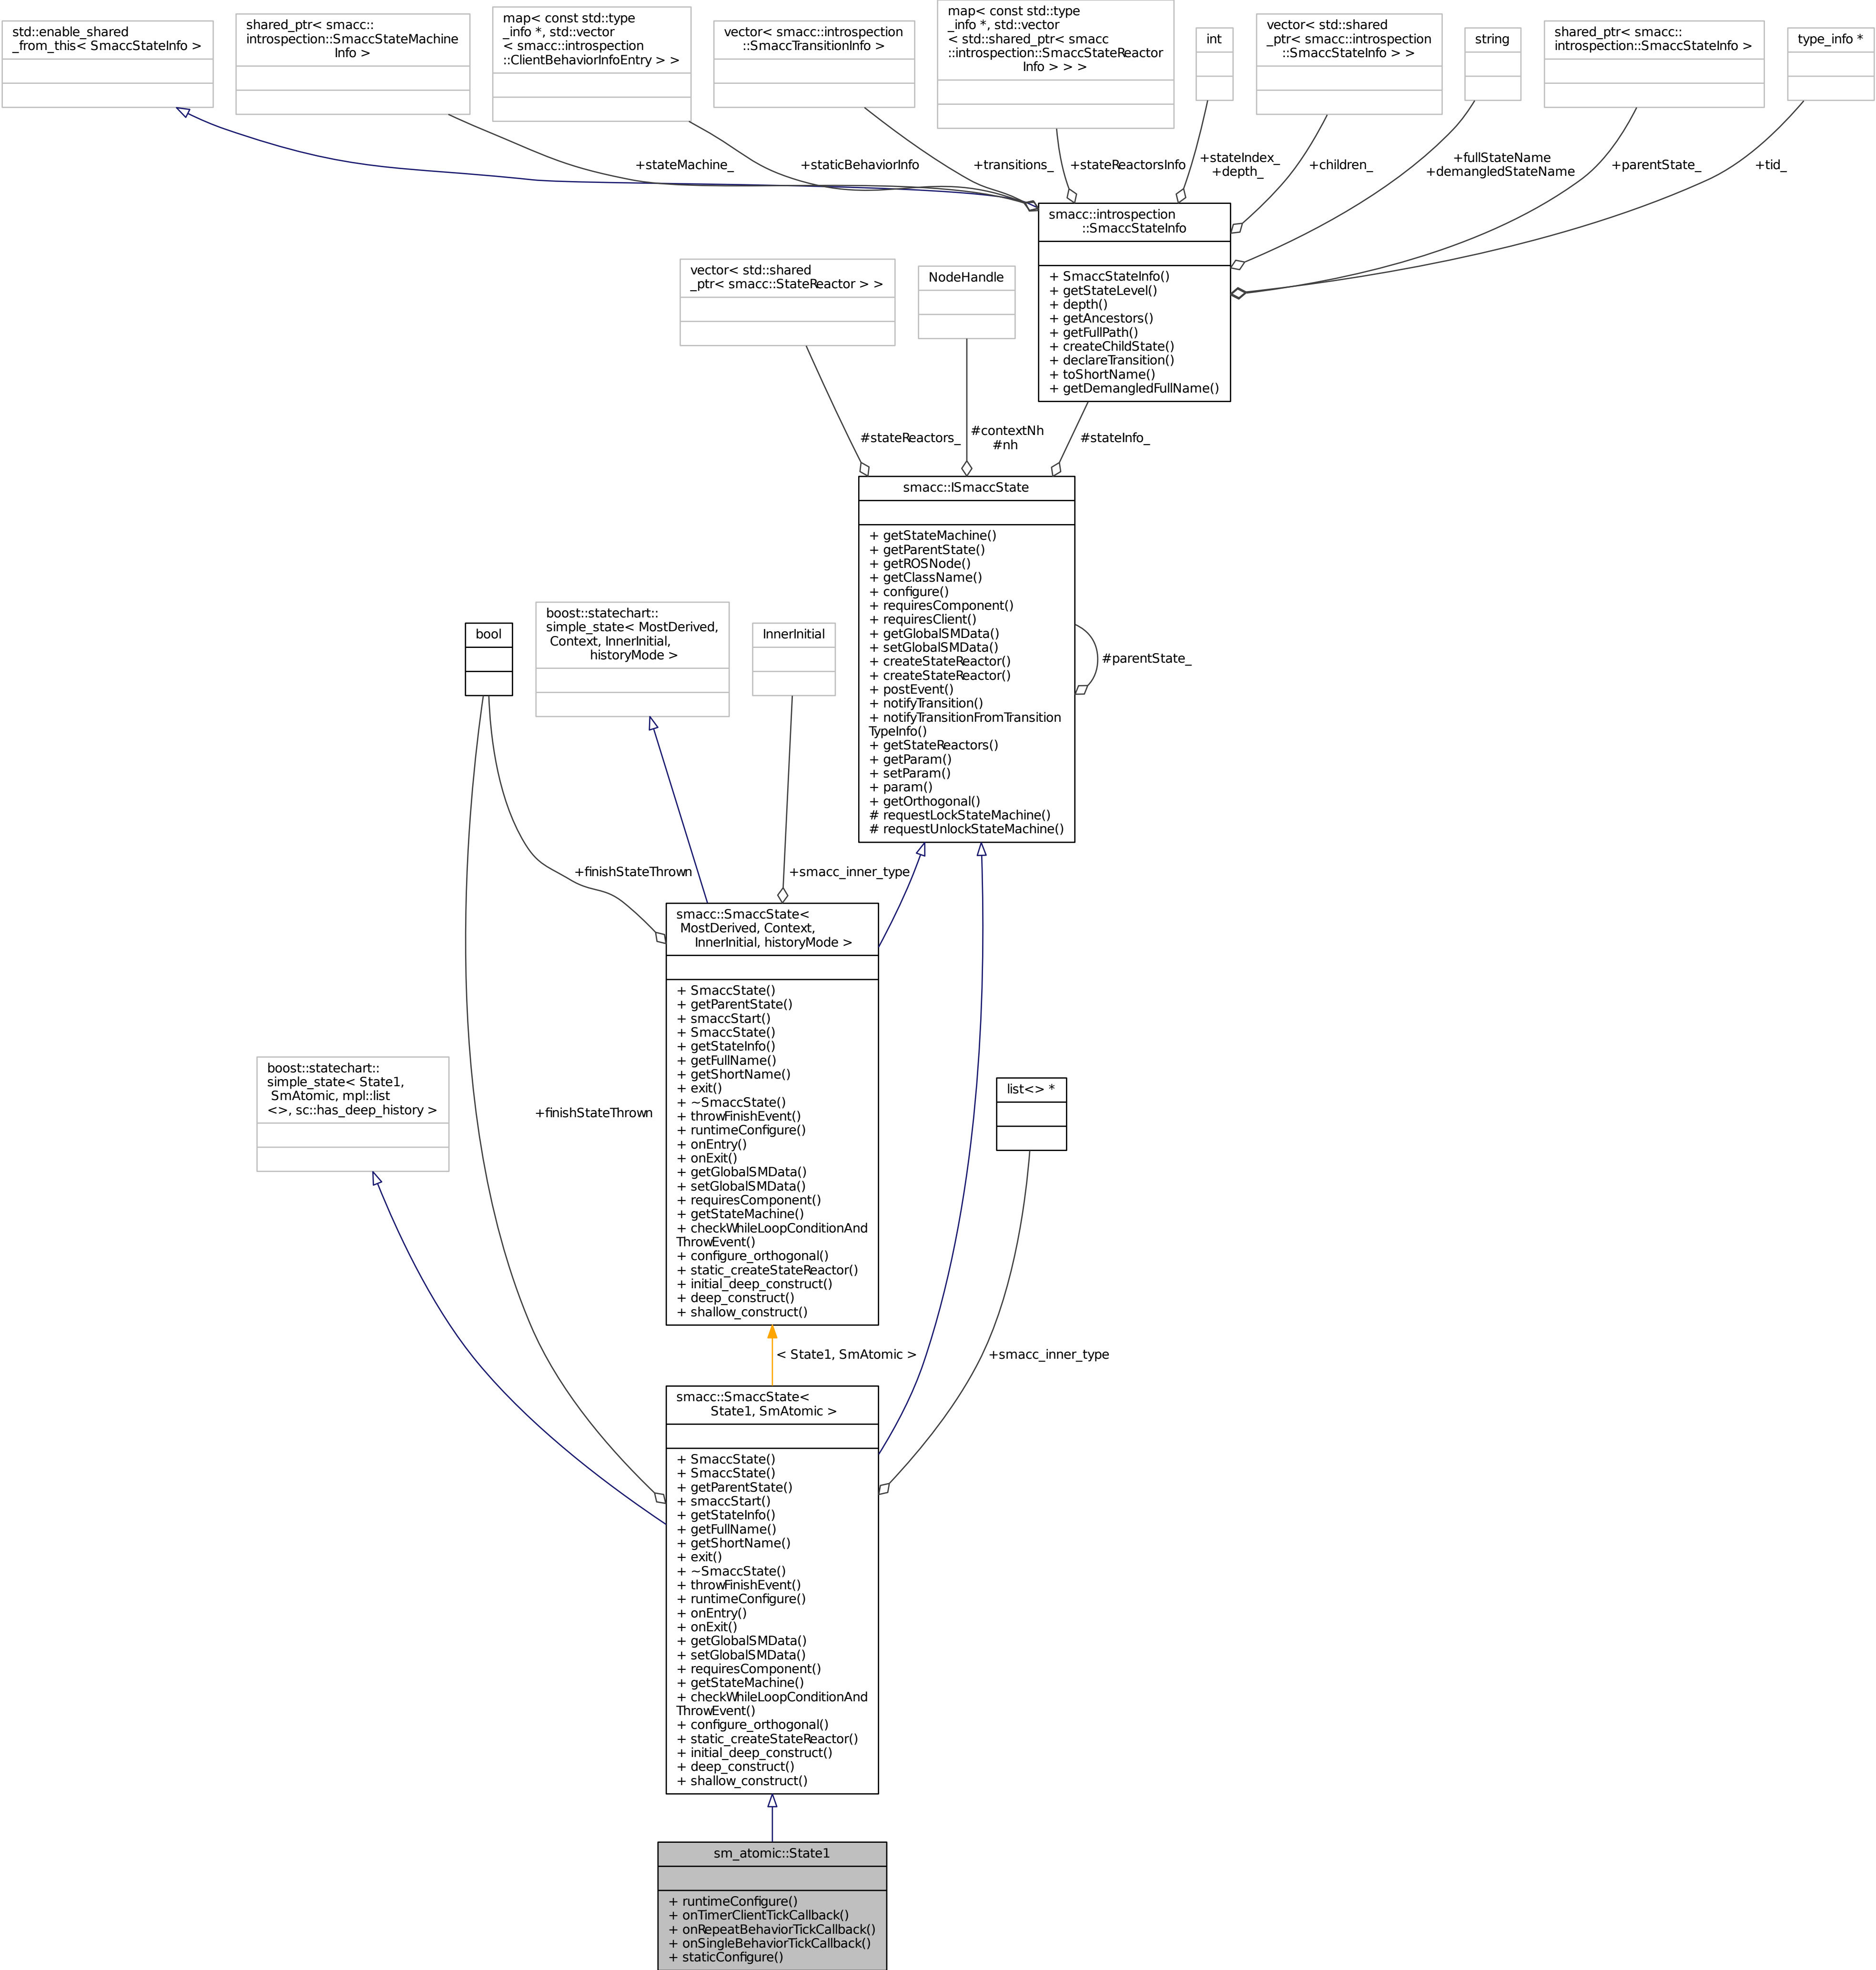 std::enable_shared
_from_this< SmaccStateInfo >
shared_ptr< smacc::
introspection::SmaccStateMachine
Info >
map< const std::type
_info *, std::vector
< smacc::introspection
::ClientBehaviorInfoEntry > >
vector< smacc::introspection
::SmaccTransitionInfo >
map< const std::type
_info *, std::vector
< std::shared_ptr< smacc
::introspection::SmaccStateReactor
Info > > >
int
vector< std::shared
_ptr< smacc::introspection
::SmaccStateInfo > >
string
shared_ptr< smacc::
introspection::SmaccStateInfo >
type_info *
+stateMachine_
+staticBehaviorInfo
+transitions_
+stateReactorsInfo
+stateIndex_
+depth_
+children_
+fullStateName
+demangledStateName
+parentState_
+tid_
smacc::introspection
::SmaccStateInfo
+ SmaccStateInfo()
+ getStateLevel()
+ depth()
+ getAncestors()
+ getFullPath()
+ createChildState()
+ declareTransition()
+ toShortName()
+ getDemangledFullName()
vector< std::shared
_ptr< smacc::StateReactor > >
NodeHandle
#stateReactors_
#contextNh
#nh
#stateInfo_
smacc::ISmaccState
+ getStateMachine()
+ getParentState()
+ getROSNode()
+ getClassName()
+ configure()
+ requiresComponent()
+ requiresClient()
+ getGlobalSMData()
+ setGlobalSMData()
+ createStateReactor()
+ createStateReactor()
+ postEvent()
+ notifyTransition()
+ notifyTransitionFromTransition
TypeInfo()
+ getStateReactors()
+ getParam()
+ setParam()
+ param()
+ getOrthogonal()
# requestLockStateMachine()
# requestUnlockStateMachine()
#parentState_
bool
boost::statechart::
simple_state< MostDerived,
Context, InnerInitial,
historyMode >
InnerInitial
+finishStateThrown
+smacc_inner_type
smacc::SmaccState<
MostDerived, Context,
InnerInitial, historyMode >
+ SmaccState()
+ getParentState()
+ smaccStart()
+ SmaccState()
+ getStateInfo()
+ getFullName()
+ getShortName()
+ exit()
+ ~SmaccState()
+ throwFinishEvent()
+ runtimeConfigure()
+ onEntry()
+ onExit()
+ getGlobalSMData()
+ setGlobalSMData()
+ requiresComponent()
+ getStateMachine()
+ checkWhileLoopConditionAnd
ThrowEvent()
+ configure_orthogonal()
+ static_createStateReactor()
+ initial_deep_construct()
+ deep_construct()
+ shallow_construct()
boost::statechart::
simple_state< State1,
SmAtomic, mpl::list
<>, sc::has_deep_history >
+finishStateThrown
list<> *
< State1, SmAtomic >
+smacc_inner_type
smacc::SmaccState<
State1, SmAtomic >
+ SmaccState()
+ SmaccState()
+ getParentState()
+ smaccStart()
+ getStateInfo()
+ getFullName()
+ getShortName()
+ exit()
+ ~SmaccState()
+ throwFinishEvent()
+ runtimeConfigure()
+ onEntry()
+ onExit()
+ getGlobalSMData()
+ setGlobalSMData()
+ requiresComponent()
+ getStateMachine()
+ checkWhileLoopConditionAnd
ThrowEvent()
+ configure_orthogonal()
+ static_createStateReactor()
+ initial_deep_construct()
+ deep_construct()
+ shallow_construct()
sm_atomic::State1
+ runtimeConfigure()
+ onTimerClientTickCallback()
+ onRepeatBehaviorTickCallback()
+ onSingleBehaviorTickCallback()
+ staticConfigure()